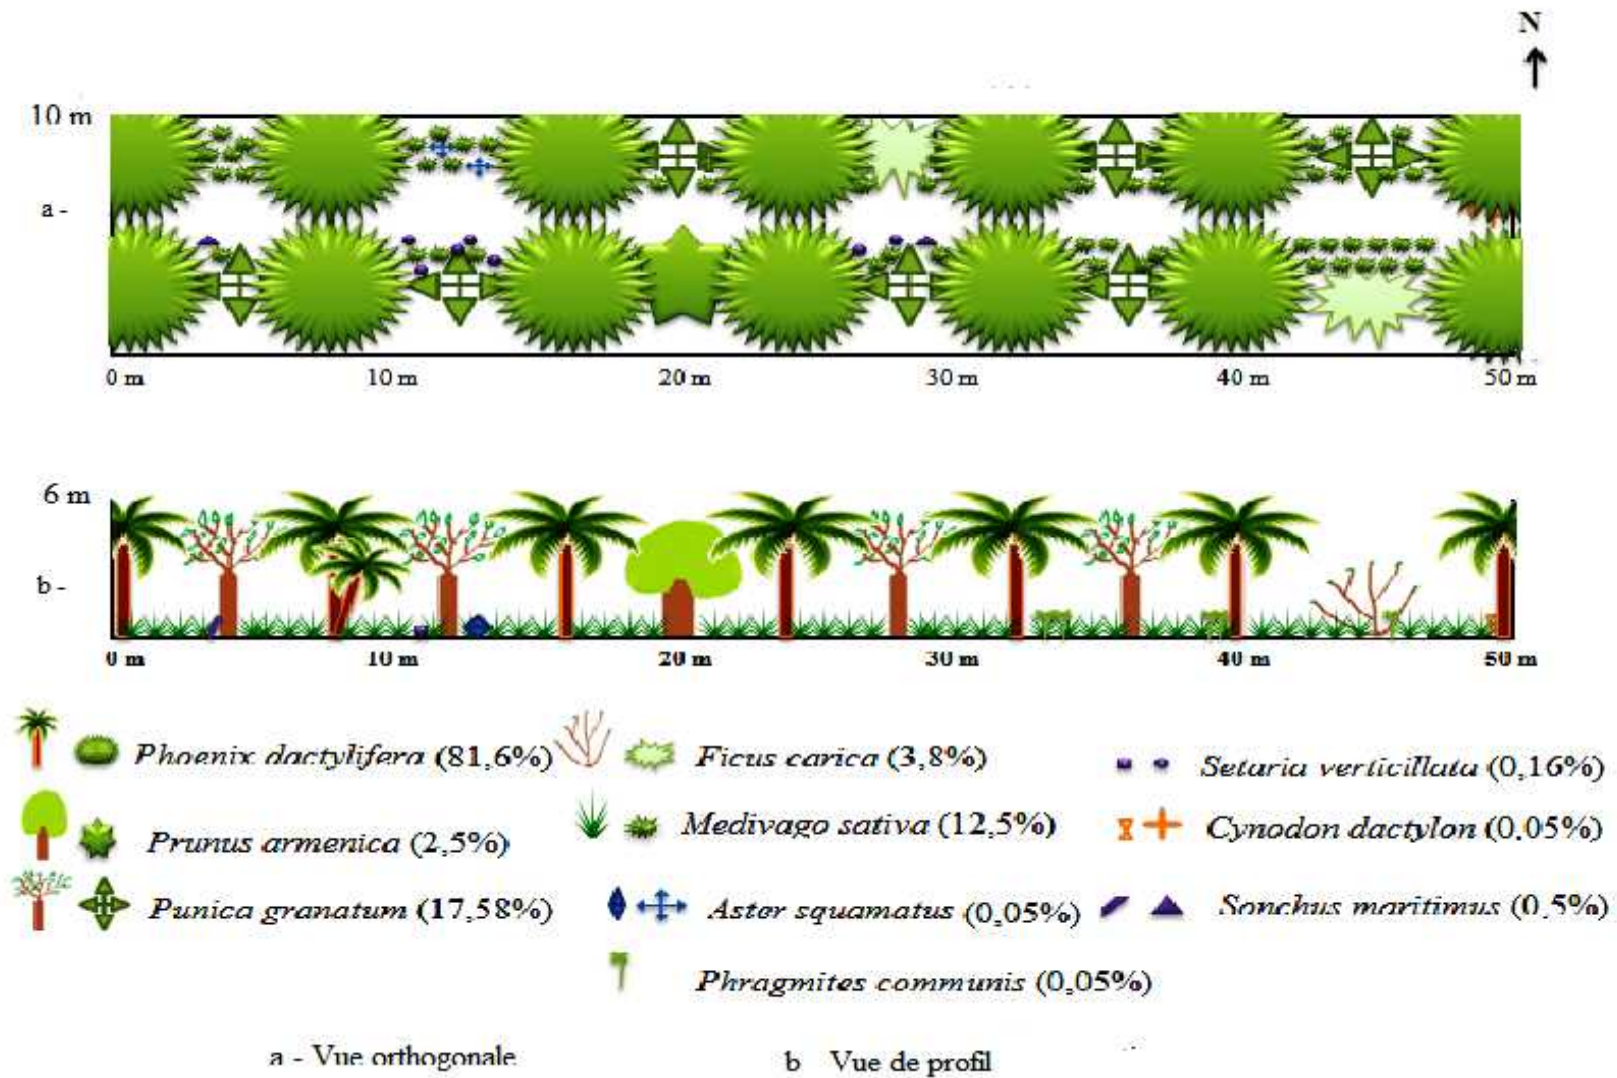 N
10 m
a -
0 m 10 m 20 m 30 m 40 m 50 m
6 m
b -
0 m 10 m 20 m 30 m 40 m 50 m
Phoenix dactylifera (81,6%) Ficus carica (3,8%) Setaria verticillata (0,16%)
Prunus armenica (2,5%) Medivago sativa (12,5%) Cynodon dactylon (0,05%)
Punica granatum (17,58%) Aster squamatus (0,05%) Sonchus maritimus (0,5%)
Phragmites communis (0,05%)
a - Vue orthogonale b Vue de profil